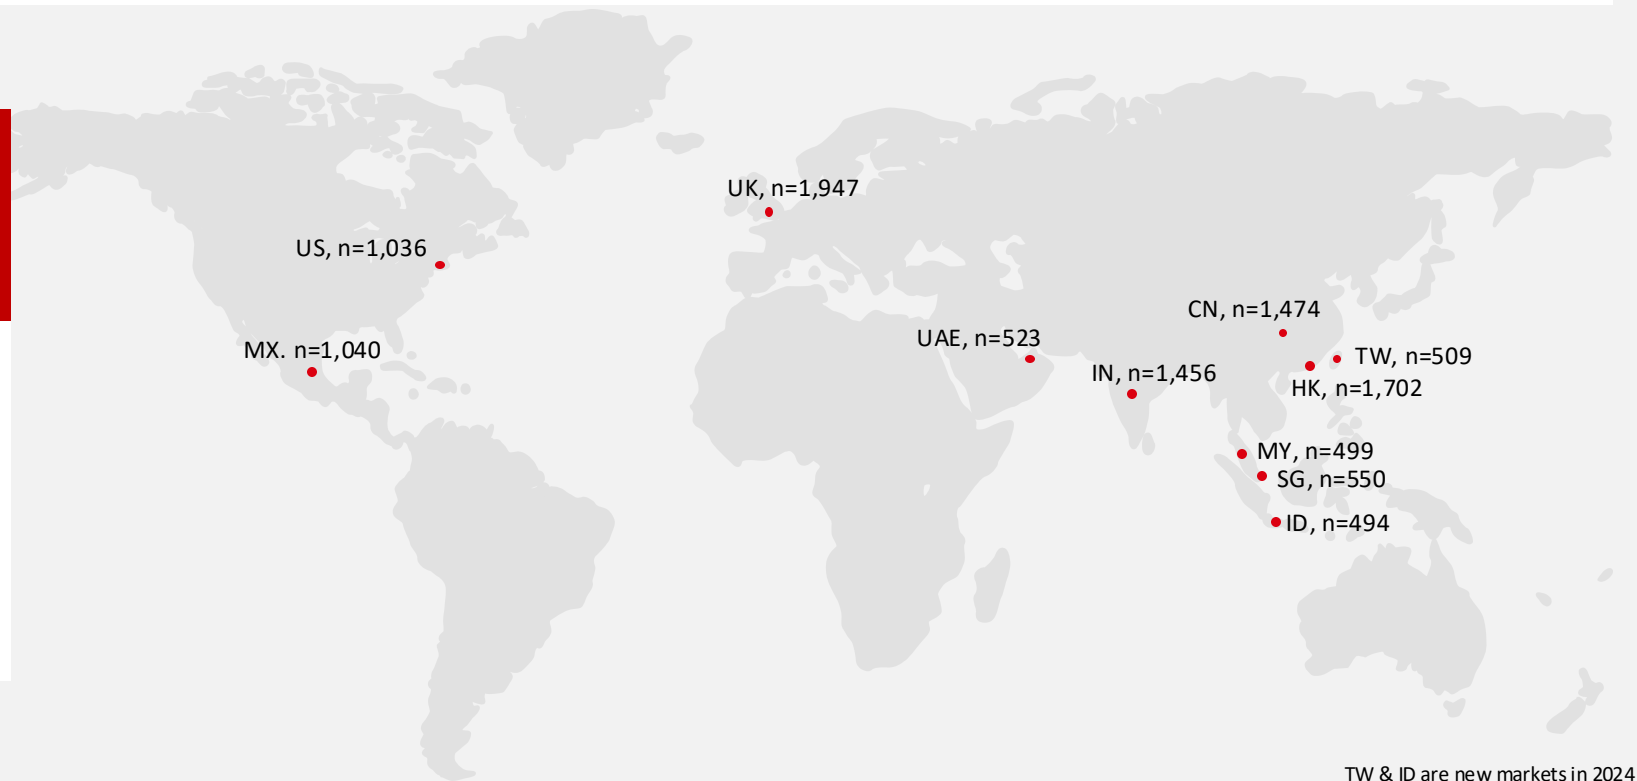 UK, n=1,947
US, n=1,036
CN, n=1,474
UAE, n=523
MX. n=1,040
TW, n=509
IN, n=1,456
HK, n=1,702
MY, n=499
SG, n=550
ID, n=494
TW & ID are new markets in 2024